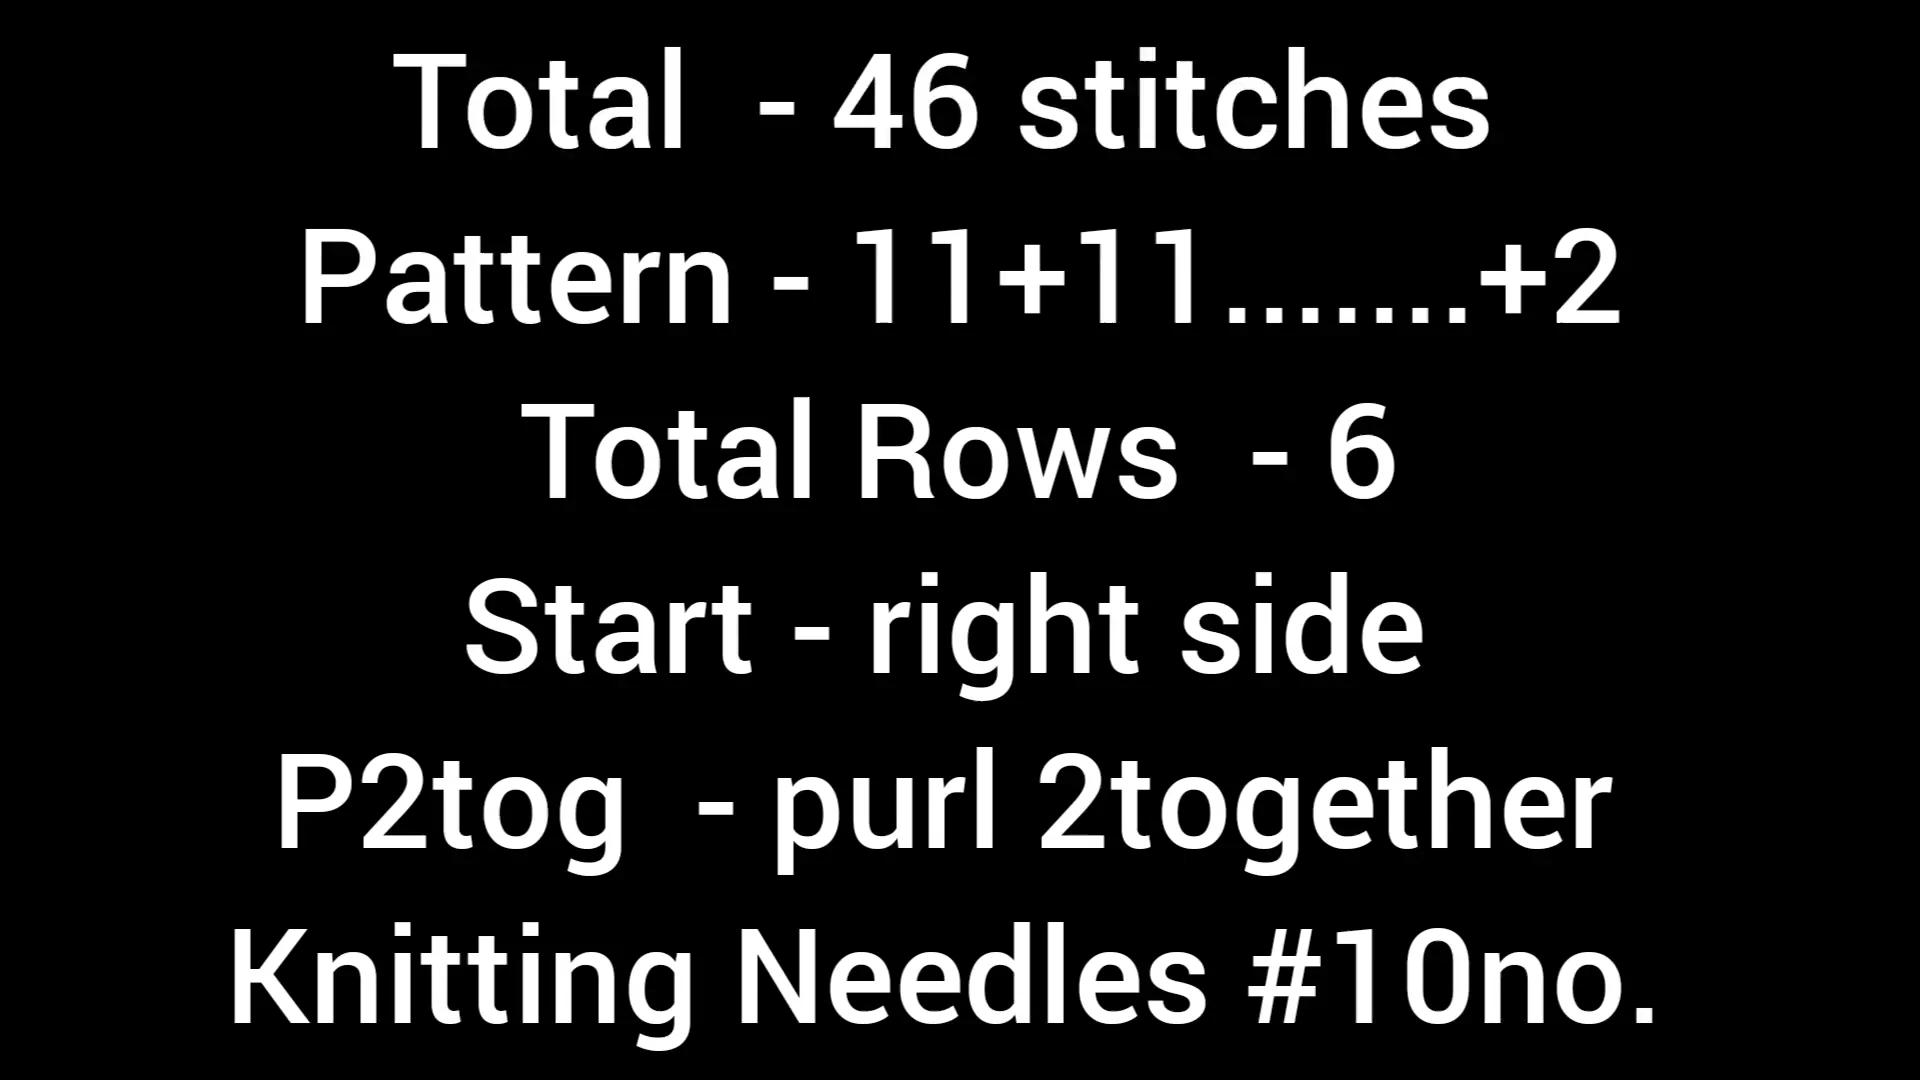 Total - 46 stitches
Pattern - 11+11.......+2
Total Rows - 6
Start - right side
P2tog - purl 2together
Knitting Needles #10no.